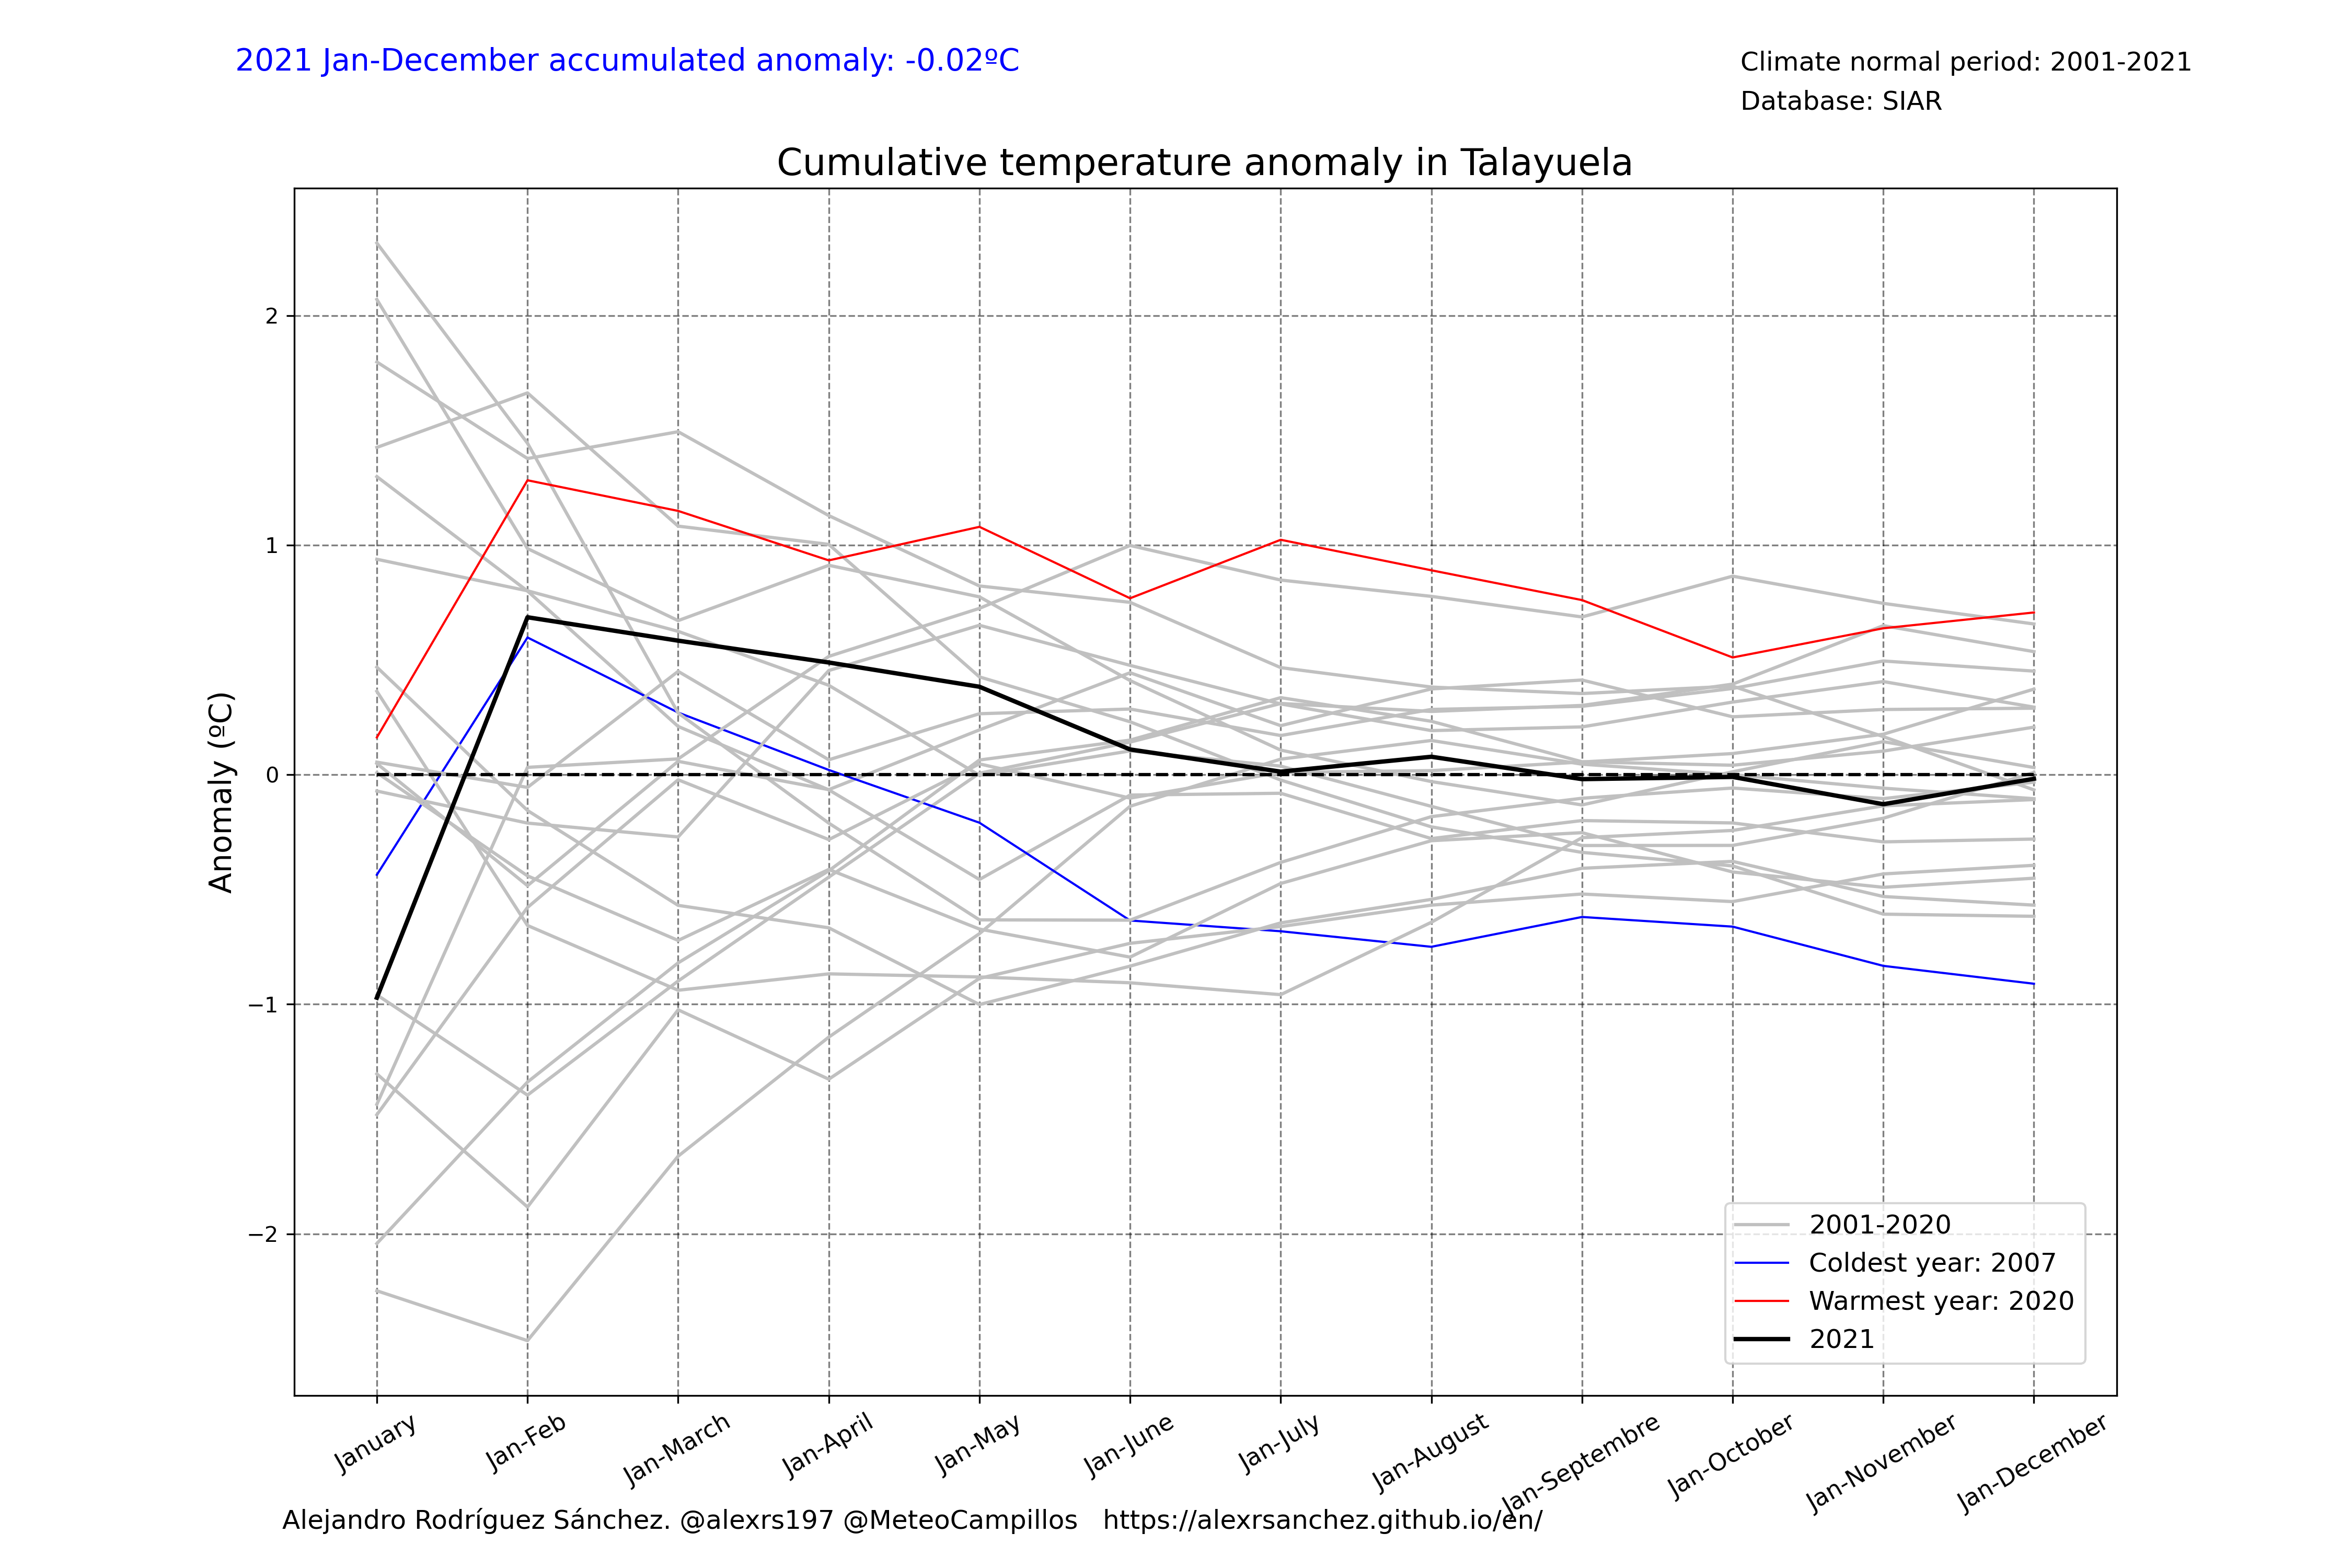 2021 Jan-December accumulated anomaly: -0.02ºC
Climate normal period: 2001-2021
Database: SIAR
Cumulative temperature anomaly in Talayuela
Anomaly (ºC)
2
1
0
−1
−2
2001-2020
Coldest year: 2007
Warmest year: 2020
2021
January
Jan-Feb
Jan-March
Jan-April
Jan-May
Jan-June
Jan-July
Jan-August
Jan-Septembre
Jan-October
Jan-November
Jan-December
Alejandro Rodríguez Sánchez. @alexrs197 @MeteoCampillos   https://alexrsanchez.github.io/en/